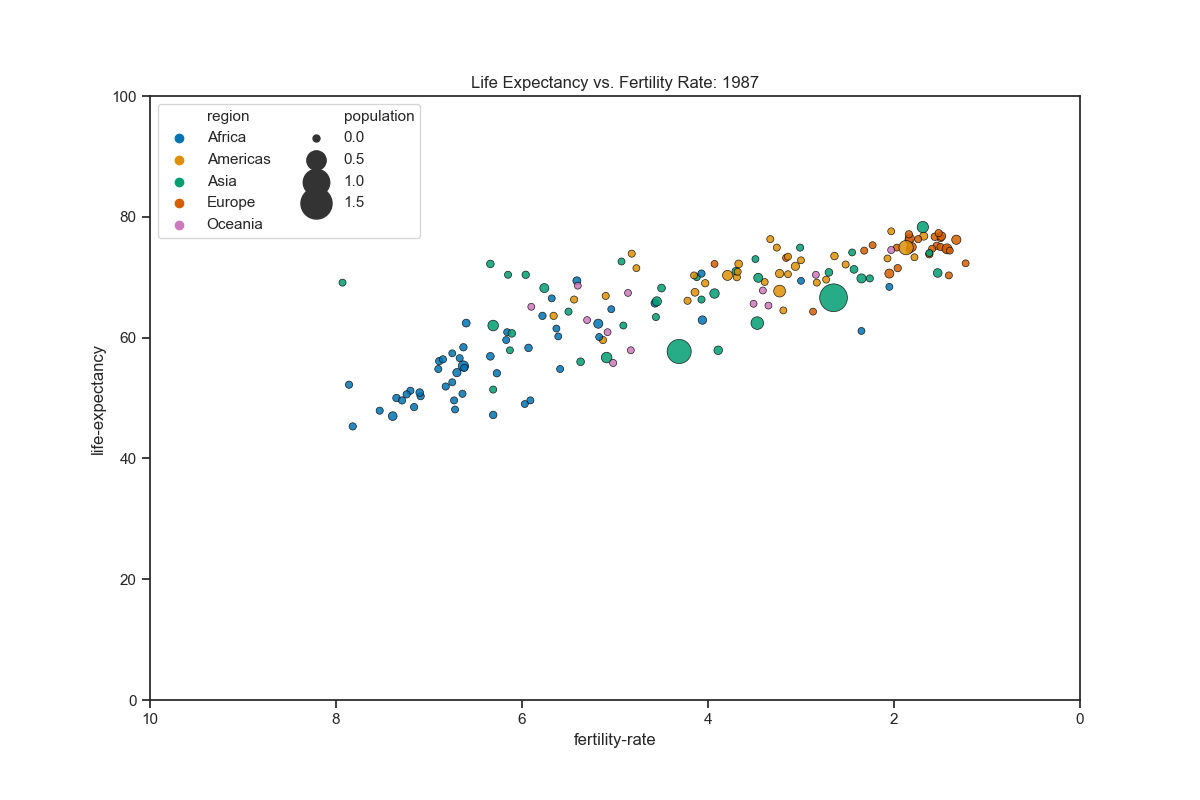 Life Expectancy vs. Fertility Rate: 1987
100
80
60
40
20
0
life-expectancy
region population
Africa 0.0
Americas 0.5
Asia 1.0
Europe 1.5
Oceania
10 8 6 4 2 0
fertility-rate